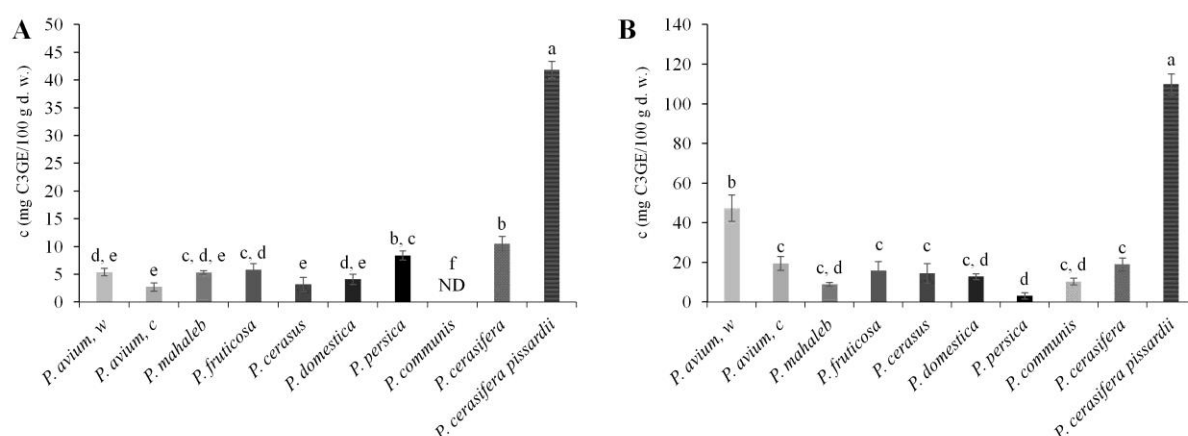 A
c (mg C3GE/100 g d. w.)
50
45
40
35
30
25
20
15
10
5
0
d, e
e
c, d, e
c, d
e
d, e
b, c
f
ND
b
a
P. avium, w
P. avium, c
P. mahaleb
P. fruticosa
P. cerasus
P. domestica
P. persica
P. communis
P. cerasifera
P. cerasifera pissardii
B
c (mg C3GE/100 g d. w.)
140
120
100
80
60
40
20
0
b
c
c, d
c
c
c, d
d
c, d
c
a
P. avium, w
P. avium, c
P. mahaleb
P. fruticosa
P. cerasus
P. domestica
P. persica
P. communis
P. cerasifera
P. cerasifera pissardii